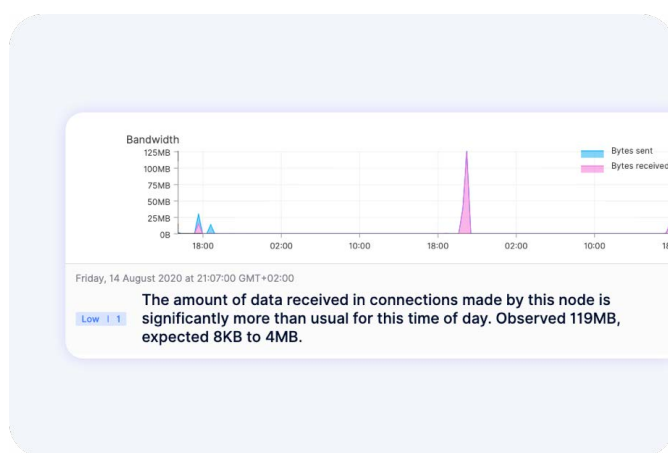 Bandwidth
125MB
100MB
75MB
50MB
25MB
0B
Bytes sent
Bytes received
18:00 02:00 10:00 18:00 02:00 10:00
Friday, 14 August 2020 at 21:07:00 GMT+02:00
Low | 1
The amount of data received in connections made by this node is
significantly more than usual for this time of day. Observed 119MB,
expected 8KB to 4MB.